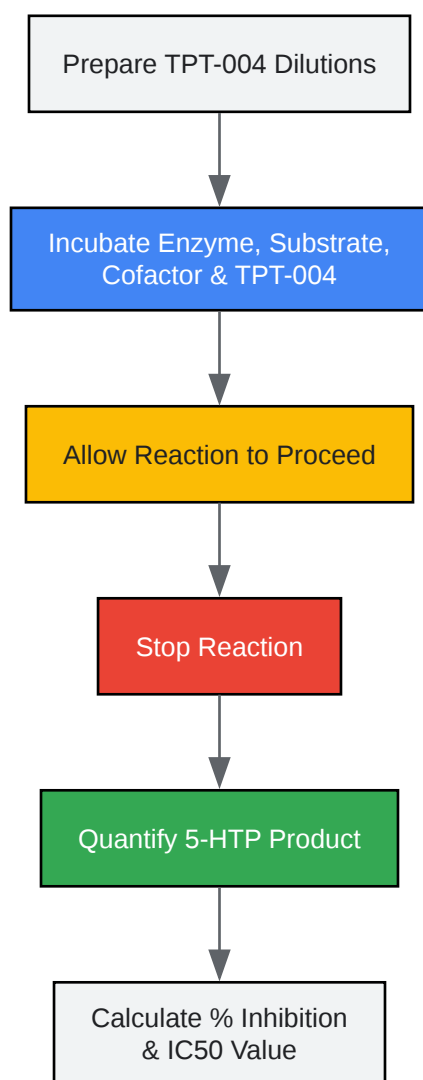 Prepare TPT-004 Dilutions
Incubate Enzyme, Substrate,
Cofactor & TPT-004
Allow Reaction to Proceed
Stop Reaction
Quantify 5-HTP Product
Calculate % Inhibition
& IC50 Value